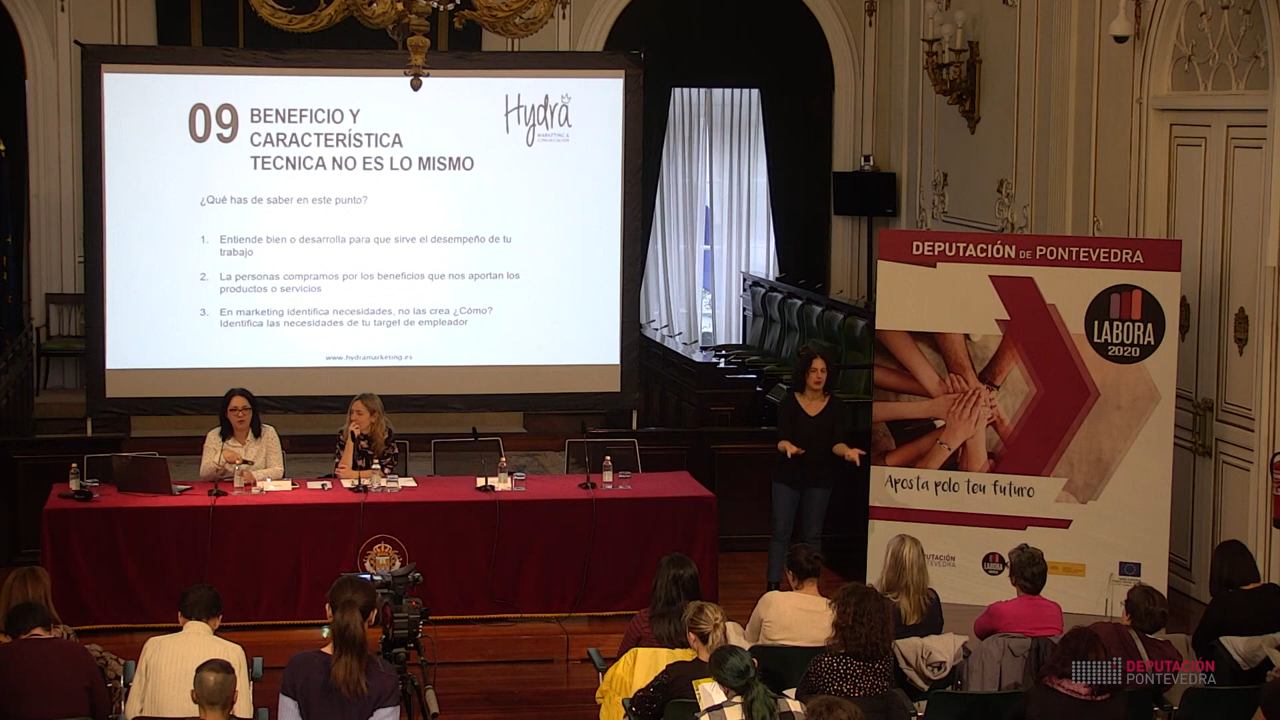 09 BENEFICIO Y
CARACTERÍSTICA
TECNICA NO ES LO MISMO
Hydra
MARKETING &
COMUNICACIÓN
¿Qué has de saber en este punto?
1. Entiende bien o desarrolla para que sirve el desempeño de tu
trabajo
2. La personas compramos por los beneficios que nos aportan los
productos o servicios
3. En marketing identifica necesidades, no las crea ¿Cómo?
Identifica las necesidades de tu target de empleador
www.hydramarketing.es
DEPUTACIÓN DE PONTEVEDRA
LABORA
2020
Aposta polo teu futuro
LABORA
DEPUTACIÓN
PONTEVEDRA